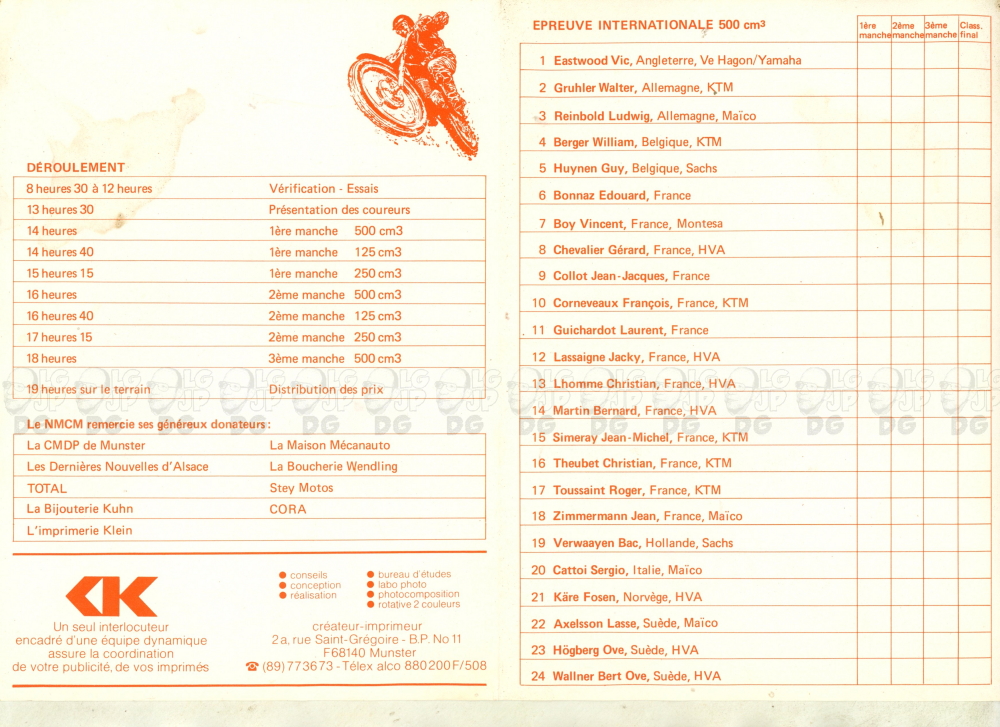 DÉROULEMENT
8 heures 30 à 12 heures Vérification - Essais
13 heures 30 Présentation des coureurs
14 heures 1ère manche 500 cm3
14 heures 40 1ère manche 125 cm3
15 heures 15 1ère manche 250 cm3
16 heures 2ème manche 500 cm3
16 heures 40 2ème manche 125 cm3
17 heures 15 2ème manche 250 cm3
18 heures 3ème manche 500 cm3
19 heures sur le terrain Distribution des prix
Le NMCM remercie ses généreux donateurs :
La CMDP de Munster La Maison Mécanauto
Les Dernières Nouvelles d'Alsace La Boucherie Wendling
TOTAL Stey Motos
La Bijouterie Kuhn CORA
L'imprimerie Klein
KK
Un seul interlocuteur
encadré d'une équipe dynamique
assure la coordination
de votre publicité, de vos imprimés
● conseils ● bureau d'études
● conception ● labo photo
● réalisation ● photocomposition
● rotative 2 couleurs
créateur-imprimeur
2 a, rue Saint-Grégoire - B.P. No 11
F68140 Munster
☎ (89) 773673 - Télex alco 880200F/508
EPREUVE INTERNATIONALE 500 cm³ 1ère manche 2ème manche 3ème manche Class. final
1 Eastwood Vic, Angleterre, Ve Hagon/Yamaha
2 Gruhler Walter, Allemagne, KTM
3 Reinbold Ludwig, Allemagne, Maïco
4 Berger William, Belgique, KTM
5 Huynen Guy, Belgique, Sachs
6 Bonnaz Edouard, France
7 Boy Vincent, France, Montesa
8 Chevalier Gérard, France, HVA
9 Collot Jean-Jacques, France
10 Corneveaux François, France, KTM
11 Guichardot Laurent, France
12 Lassaigne Jacky, France, HVA
13 Lhomme Christian, France, HVA
14 Martin Bernard, France, HVA
15 Simeray Jean-Michel, France, KTM
16 Theubet Christian, France, KTM
17 Toussaint Roger, France, KTM
18 Zimmermann Jean, France, Maïco
19 Verwaayen Bac, Hollande, Sachs
20 Cattoi Sergio, Italie, Maïco
21 Käre Fosen, Norvège, HVA
22 Axelsson Lasse, Suède, Maïco
23 Högberg Ove, Suède, HVA
24 Wallner Bert Ove, Suède, HVA
LG JP DG